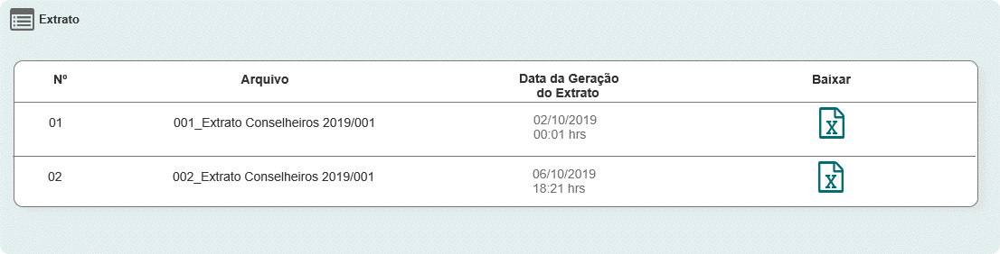 Extrato
Nº Arquivo Data da Geração do Extrato Baixar
01 001_Extrato Conselheiros 2019/001 02/10/2019 00:01 hrs X
02 002_Extrato Conselheiros 2019/001 06/10/2019 18:21 hrs X